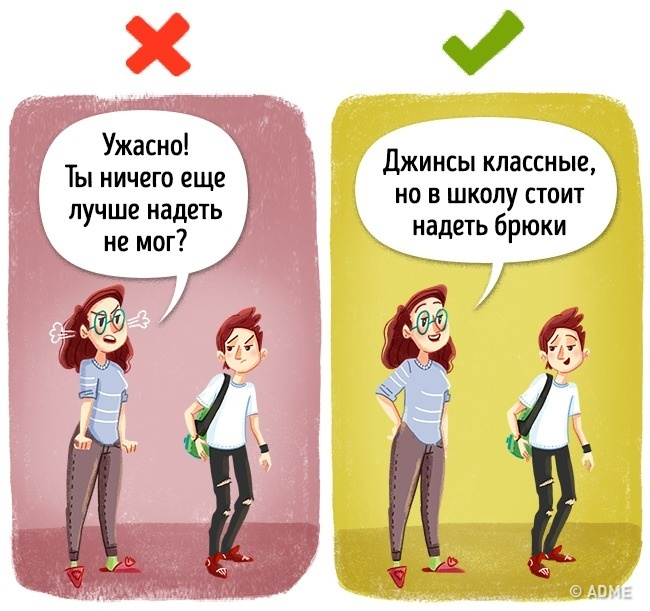 Ужасно!
Ты ничего еще
лучше надеть
не мог?
Джинсы классные,
но в школу стоит
надеть брюки
© ADME